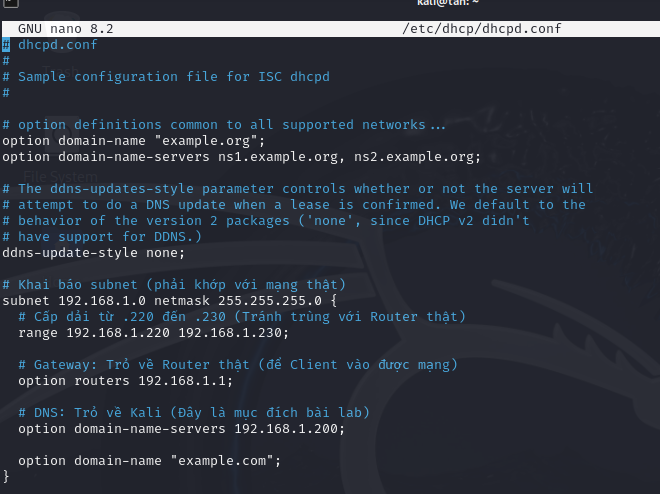 kali@tan: ~
GNU nano 8.2 /etc/dhcp/dhcpd.conf
# dhcpd.conf
#
# Sample configuration file for ISC dhcpd
#
# option definitions common to all supported networks ...
option domain-name "example.org";
option domain-name-servers ns1.example.org, ns2.example.org;
File System
# The ddns-updates-style parameter controls whether or not the server will
# attempt to do a DNS update when a lease is confirmed. We default to the
# behavior of the version 2 packages ('none', since DHCP v2 didn't
# have support for DDNS.)
ddns-update-style none;
# Khai báo subnet (phải khớp với mạng thật)
subnet 192.168.1.0 netmask 255.255.255.0 {
# Cấp dải từ .220 đến .230 (Tránh trùng với Router thật)
range 192.168.1.220 192.168.1.230;
# Gateway: Trỏ về Router thật (để Client vào được mạng)
option routers 192.168.1.1;
# DNS: Trỏ về Kali (Đây là mục đích bài lab)
option domain-name-servers 192.168.1.200;
option domain-name "example.com";
}